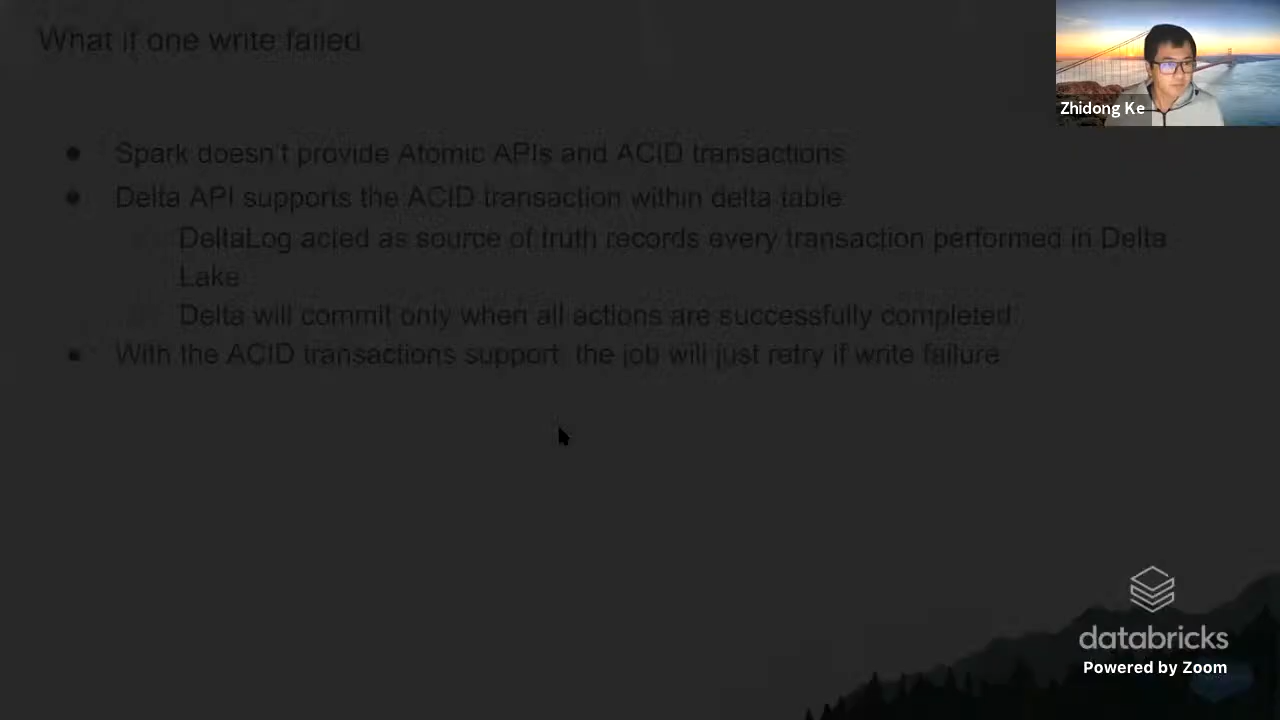 What if one write failed
Zhidong Ke
Spark doesn't provide Atomic APIs and ACID transactions
Delta API supports the ACID transaction within delta table
DeltaLog acted as source of truth records every transaction performed in Delta
Lake
Delta will commit only when all actions are successfully completed
With the ACID transactions support, the job will just retry if write failure
databricks
Powered by Zoom